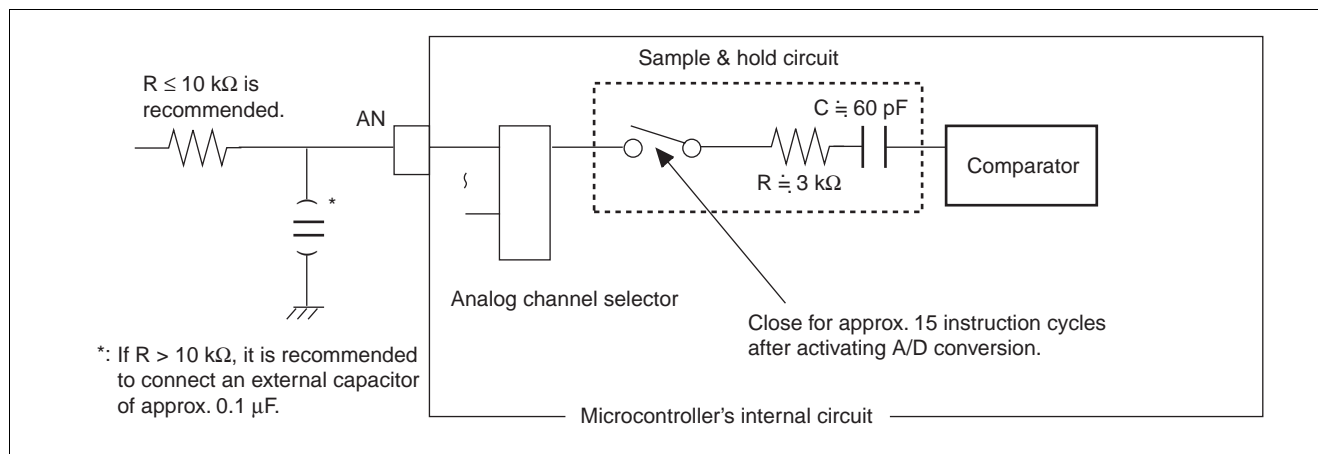 Sample & hold circuit
R ≤ 10 kΩ is
recommended.
AN
C ≒ 60 pF
R ≒ 3 kΩ
Comparator
*
Analog channel selector
Close for approx. 15 instruction cycles
after activating A/D conversion.
*: If R > 10 kΩ, it is recommended
to connect an external capacitor
of approx. 0.1 µF.
Microcontroller's internal circuit